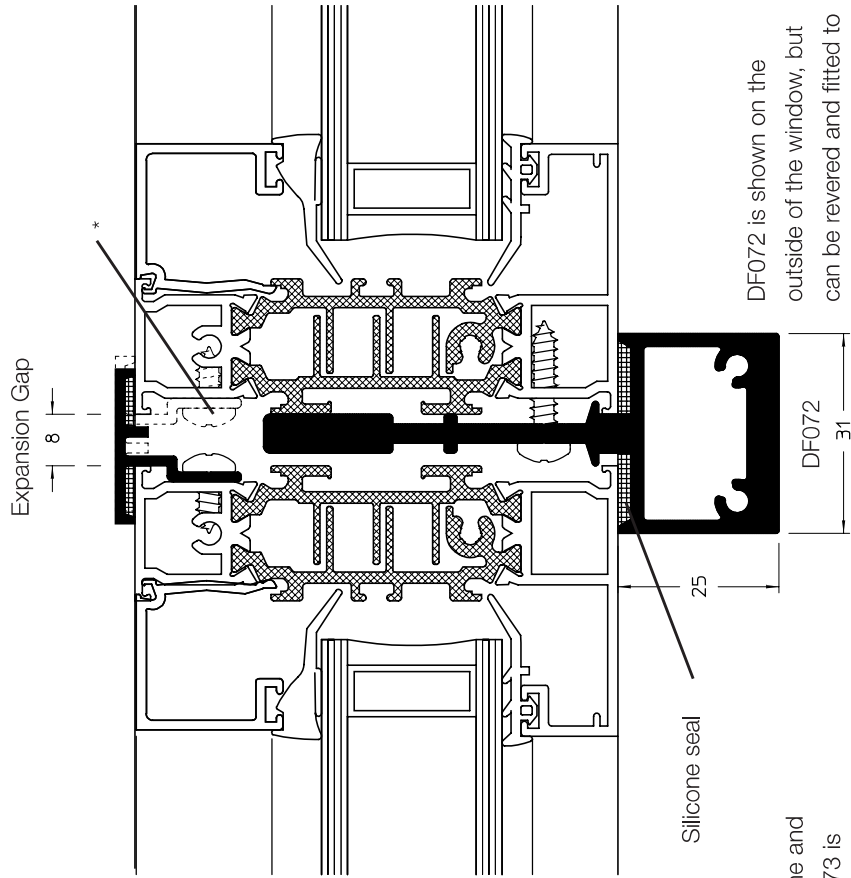 Expansion Gap
8
*
DF072 is shown on the
outside of the window, but
can be revered and fitted to
DF072
31
25
Silicone seal
73 is